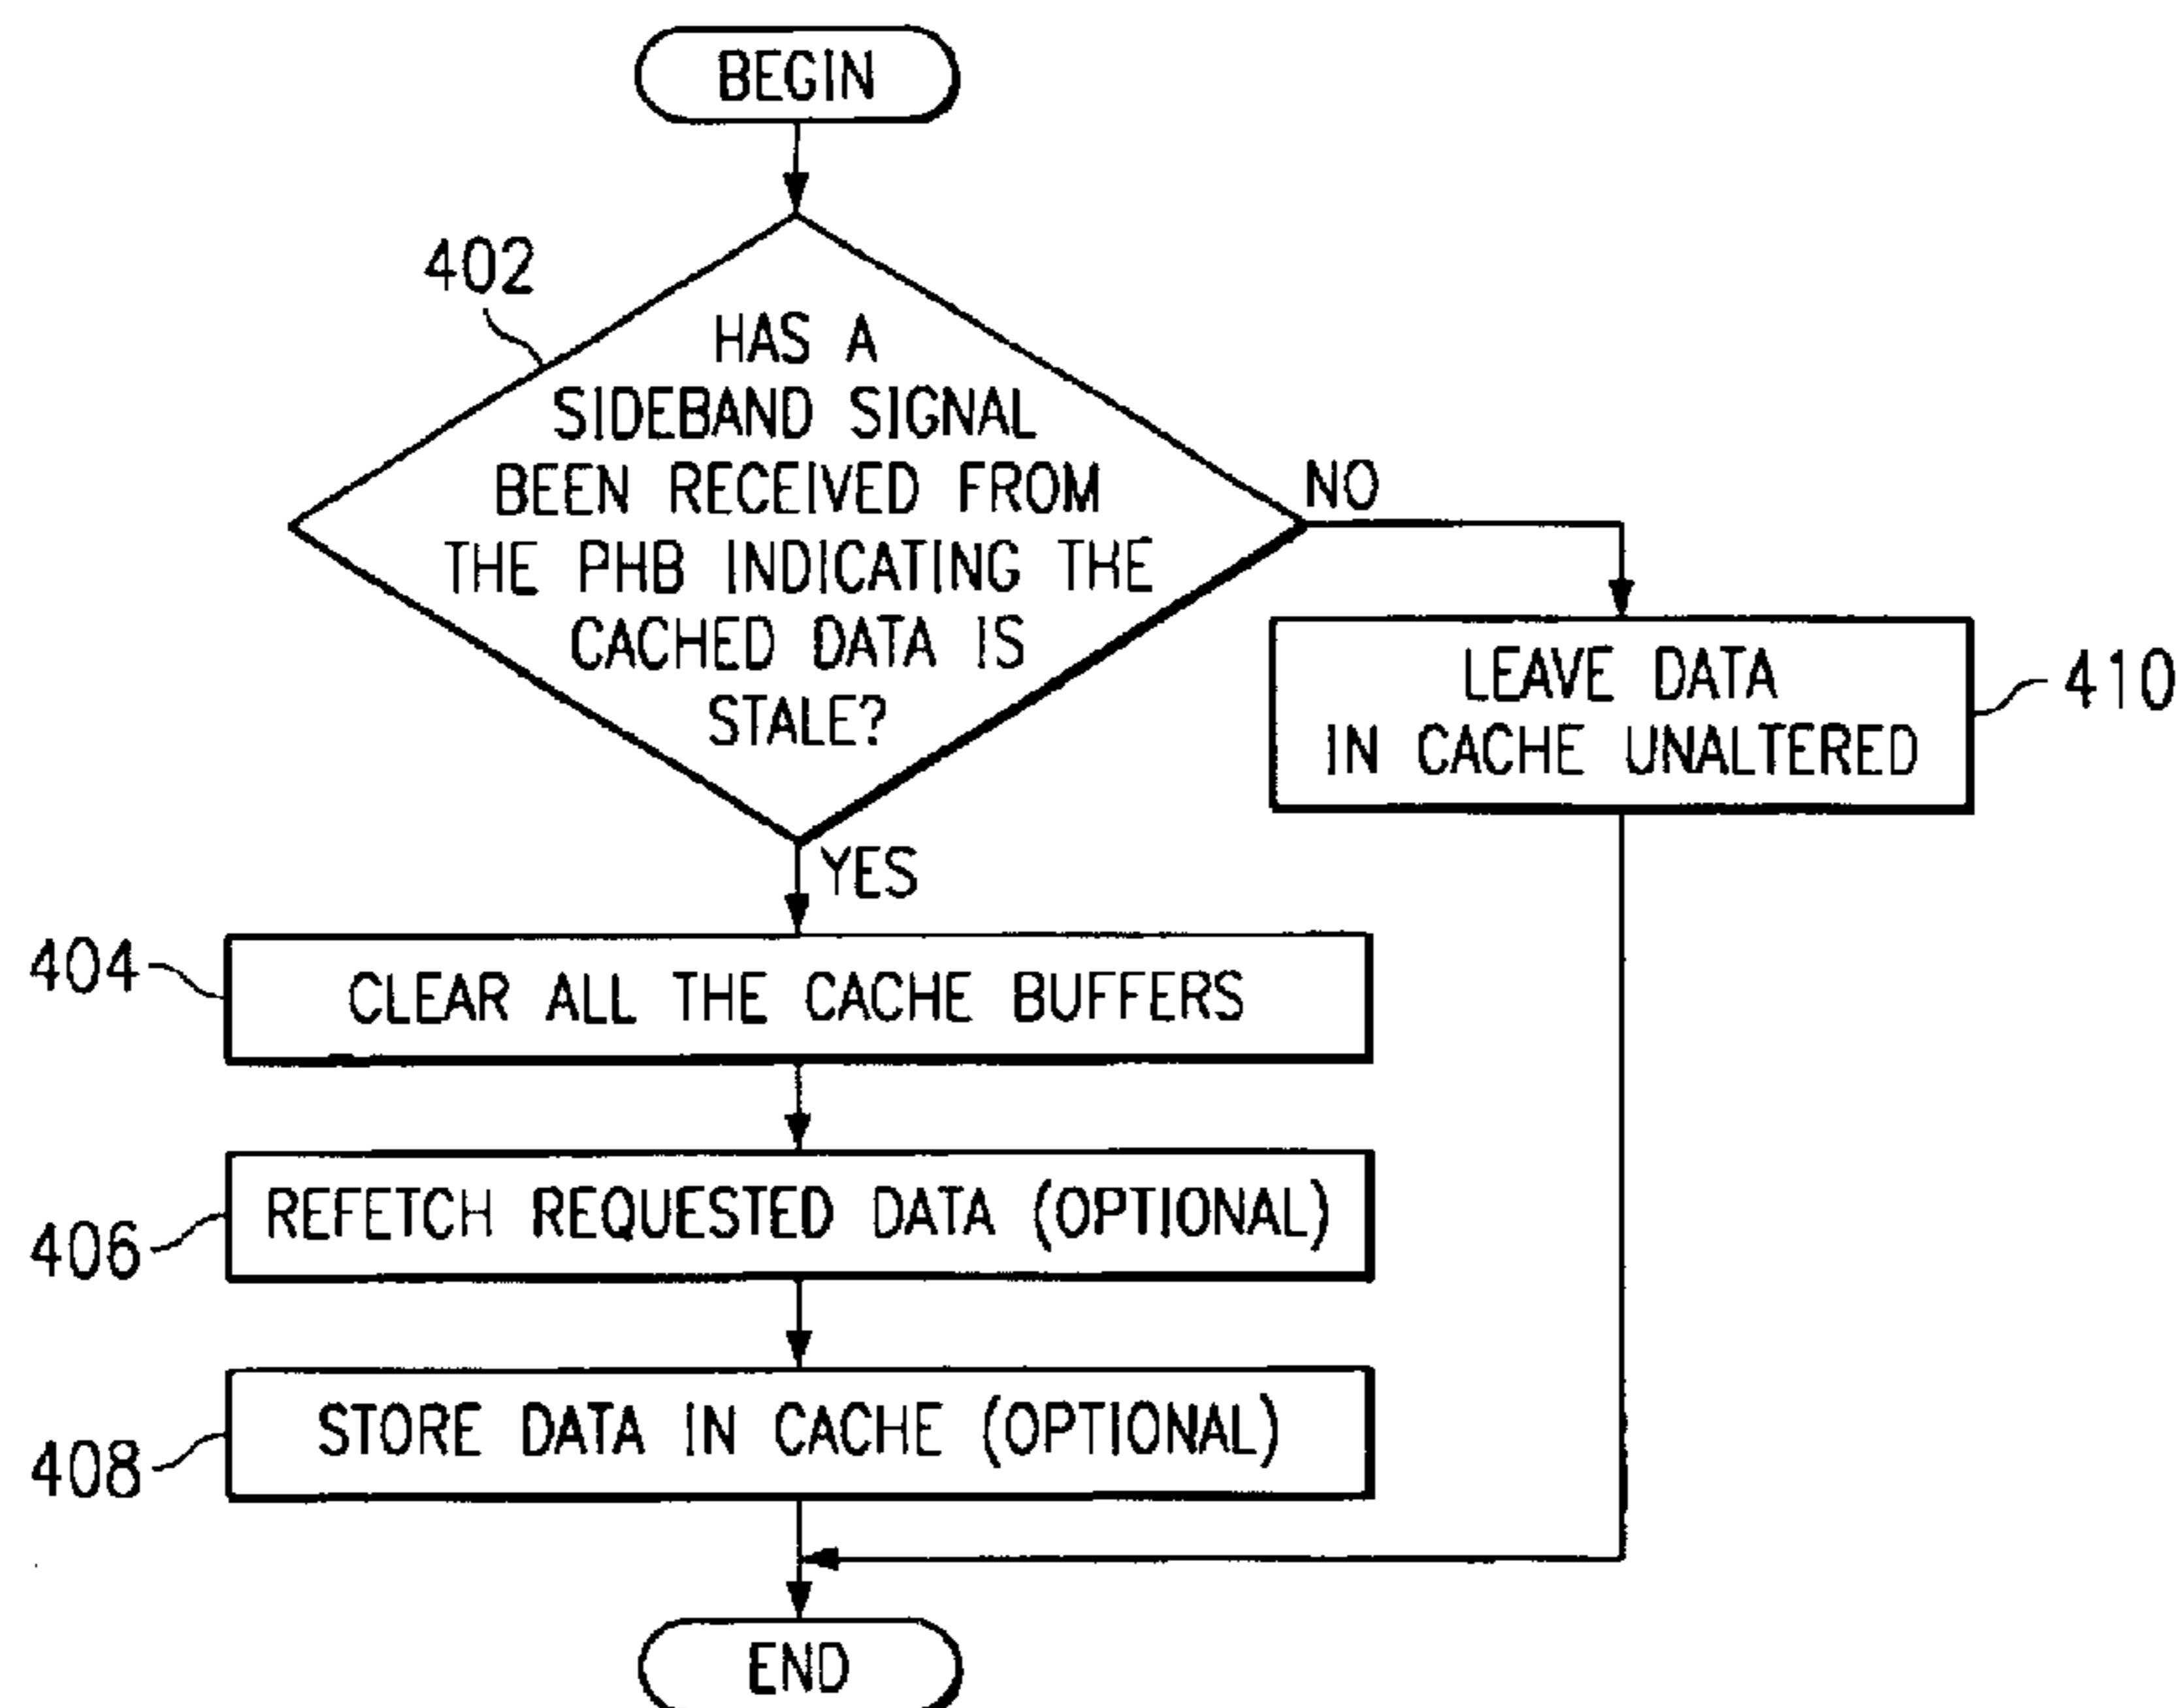 BEGIN
402
HAS A
SIDEBAND SIGNAL
BEEN RECEIVED FROM
THE PHB INDICATING THE
CACHED DATA IS
STALE?
NO
LEAVE DATA
IN CACHE UNALTERED
410
YES
404
CLEAR ALL THE CACHE BUFFERS
406
REFETCH REQUESTED DATA (OPTIONAL)
408
STORE DATA IN CACHE (OPTIONAL)
END